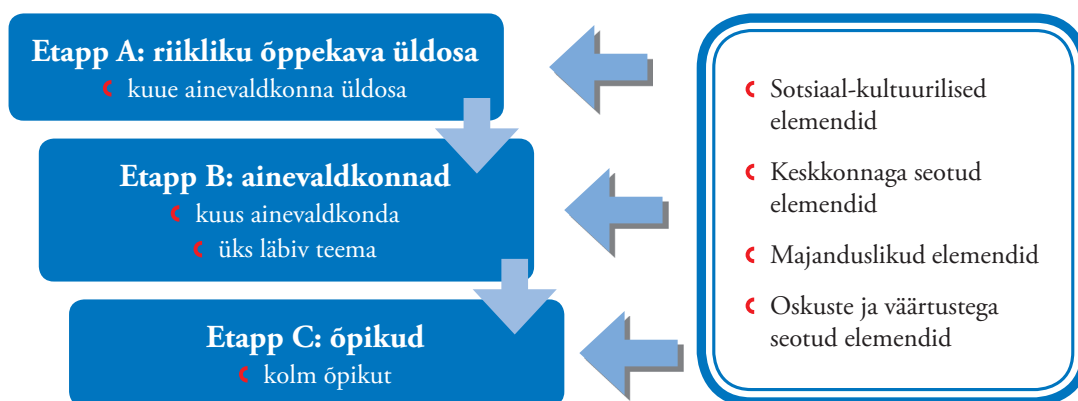 Etapp A: riikliku õppekava üldosa
kuue ainevaldkonna üldosa
Etapp B: ainevaldkonnad
kuus ainevaldkonda
üks läbiv teema
Etapp C: õpikud
kolm õpikut
Sotsiaal-kultuurilised
elemendid
Keskkonnaga seotud
elemendid
Majanduslikud elemendid
Oskuste ja väärtustega
seotud elemendid